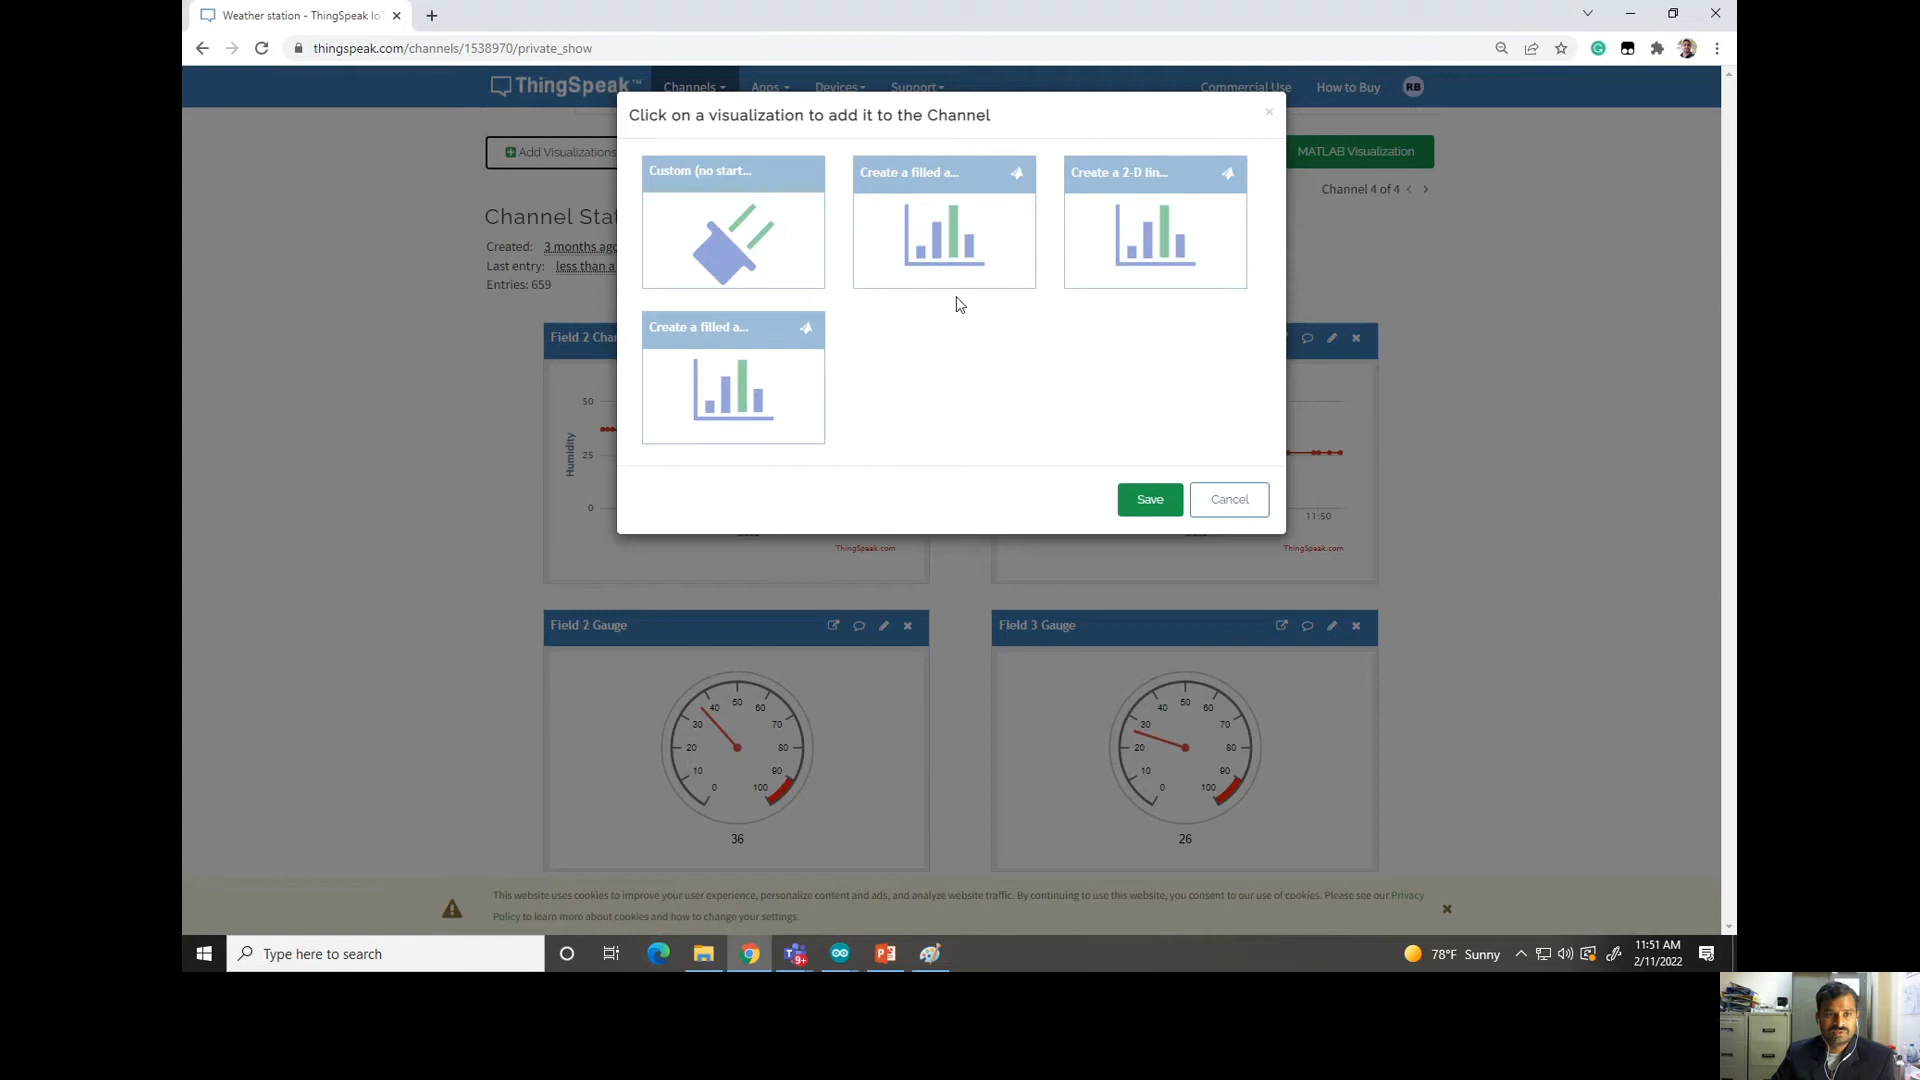 Weather station - ThingSpeak Io
thingspeak.com/channels/1538970/private_show
ThingSpeak™ Channels Apps Devices Support Commercial Use How to Buy RB
Click on a visualization to add it to the Channel
Add Visualizations
MATLAB Visualization
Custom (no start...
Create a filled a...
Create a 2-D lin...
Channel 4 of 4
Channel Sta
Created: 3 months ago
Last entry: less than a
Entries: 659
Create a filled a...
Field 2 Cha
50
25
0
Humidity
11:50
ThingSpeak.com
ThingSpeak.com
Save
Cancel
Field 2 Gauge
Field 3 Gauge
0 10 20 30 40 50 60 70 80 90 100
36
0 10 20 30 40 50 60 70 80 90 100
26
This website uses cookies to improve your user experience, personalize content and ads, and analyze website traffic. By continuing to use this website, you consent to our use of cookies. Please see our Privacy
Policy to learn more about cookies and how to change your settings.
Type here to search
9+
78°F Sunny
11:51 AM
2/11/2022